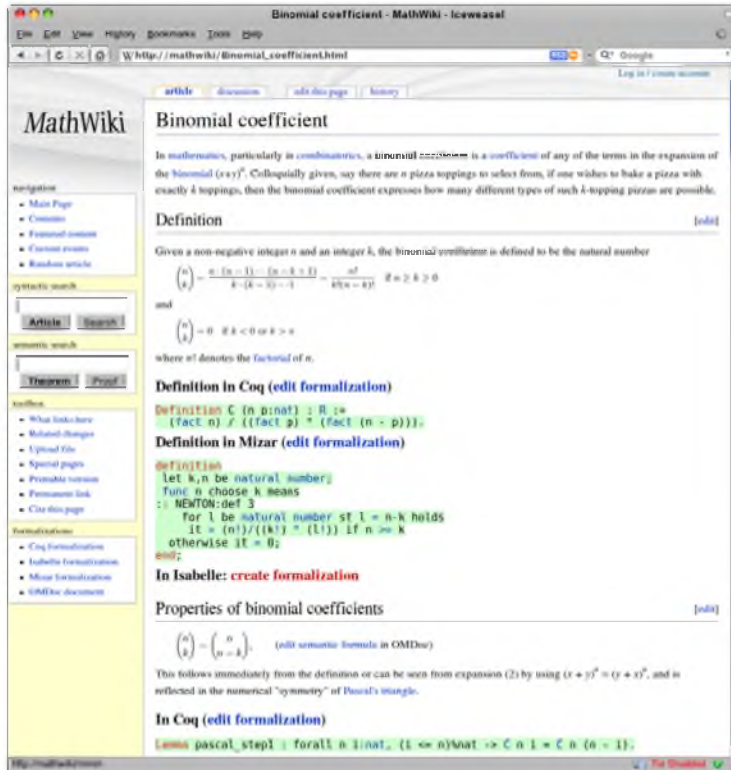 Binomial coefficient - MathWiki - Iceweasel
File Edit View History Bookmarks Tools Help
http://mathwiki/Binomial_coefficient.html
Google
Log in / create account
article discussion edit this page history
MathWiki
Binomial coefficient
In mathematics, particularly in combinatorics, a binomial coefficient is a coefficient of any of the terms in the expansion of
the binomial (x+y)ⁿ. Colloquially given, say there are n pizza toppings to select from, if one wishes to bake a pizza with
exactly k toppings, then the binomial coefficient expresses how many different types of such k-topping pizzas are possible.
navigation
Main Page
Contents
Featured content
Current events
Random article
syntactic search
Article Search
semantic search
Theorem Proof
toolbox
What links here
Related changes
Upload file
Special pages
Printable version
Permanent link
Cite this page
formalizations
Coq formalization
Isabelle formalization
Mizar formalization
OMDoc document
Definition [edit]
Given a non-negative integer n and an integer k, the binomial coefficient is defined to be the natural number
(n k) = n·(n−1)···(n−k+1) / k·(k−1)···1 = n! / k!(n−k)! if n ≥ k ≥ 0
and
(n k) = 0 if k < 0 or k > n
where n! denotes the factorial of n.
Definition in Coq (edit formalization)
Definition C (n p:nat) : R :=
(fact n) / ((fact p) * (fact (n - p))).
Definition in Mizar (edit formalization)
definition
let k,n be natural number;
func n choose k means
:: NEWTON:def 3
for l be natural number st l = n-k holds
it = (n!)/((k!) * (l!)) if n >= k
otherwise it = 0;
end;
In Isabelle: create formalization
Properties of binomial coefficients [edit]
(n k) = (n n−k), (edit semantic formula in OMDoc)
This follows immediately from the definition or can be seen from expansion (2) by using (x + y)ⁿ = (y + x)ⁿ, and is
reflected in the numerical "symmetry" of Pascal's triangle.
In Coq (edit formalization)
Lemma pascal_step1 : forall n i:nat, (i <= n)%nat -> C n i = C n (n - i).
Tor Disabled